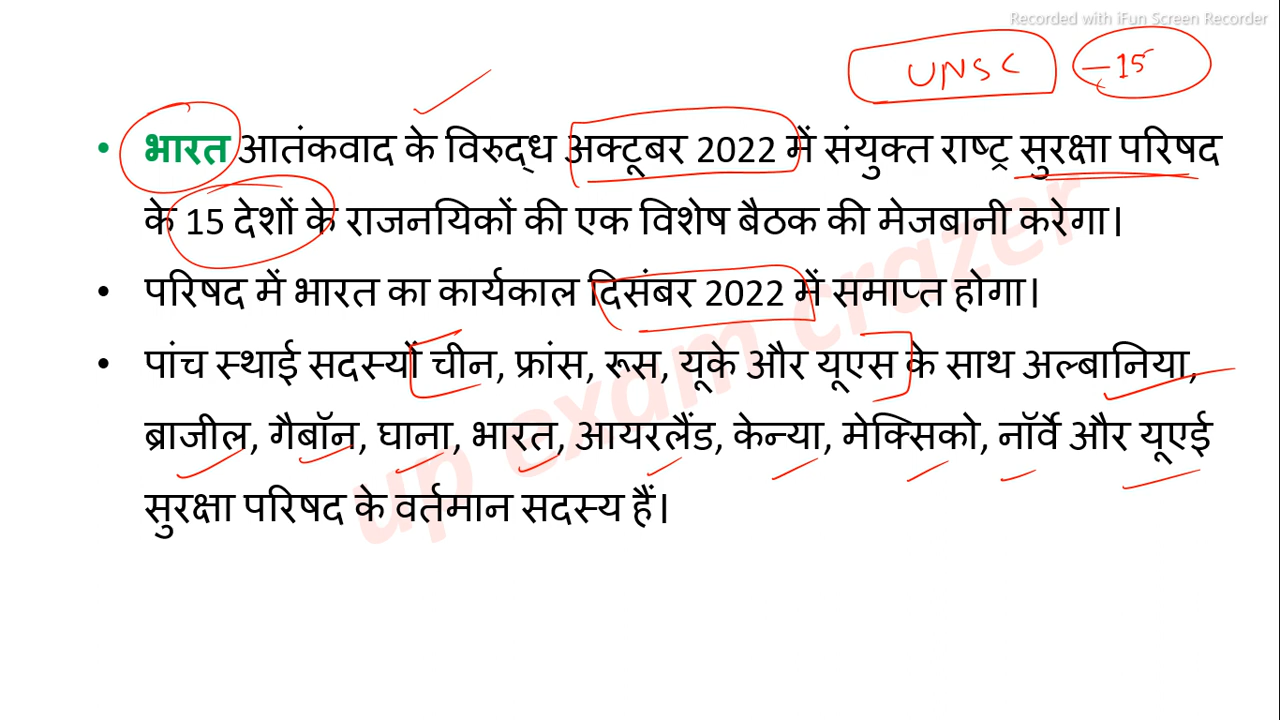 Recorded with iFun Screen Recorder
UNSC -15
• भारत आतंकवाद के विरुद्ध अक्टूबर 2022 में संयुक्त राष्ट्र सुरक्षा परिषद
के 15 देशों के राजनयिकों की एक विशेष बैठक की मेजबानी करेगा।
• परिषद में भारत का कार्यकाल दिसंबर 2022 में समाप्त होगा।
• पांच स्थाई सदस्यों चीन, फ्रांस, रूस, यूके और यूएस के साथ अल्बानिया,
ब्राजील, गैबॉन, घाना, भारत, आयरलैंड, केन्या, मेक्सिको, नॉर्वे और यूएई
सुरक्षा परिषद के वर्तमान सदस्य हैं।
up exam crazer